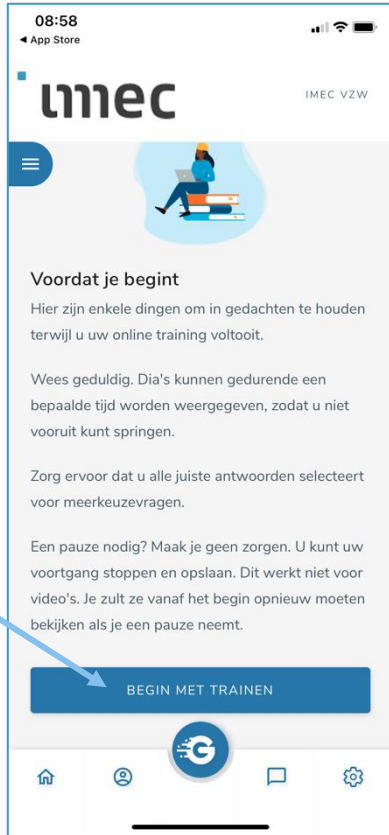 08:58
◀ App Store
imec
IMEC VZW
Voordat je begint
Hier zijn enkele dingen om in gedachten te houden
terwijl u uw online training voltooit.
Wees geduldig. Dia's kunnen gedurende een
bepaalde tijd worden weergegeven, zodat u niet
vooruit kunt springen.
Zorg ervoor dat u alle juiste antwoorden selecteert
voor meerkeuzevragen.
Een pauze nodig? Maak je geen zorgen. U kunt uw
voortgang stoppen en opslaan. Dit werkt niet voor
video's. Je zult ze vanaf het begin opnieuw moeten
bekijken als je een pauze neemt.
BEGIN MET TRAINEN
G